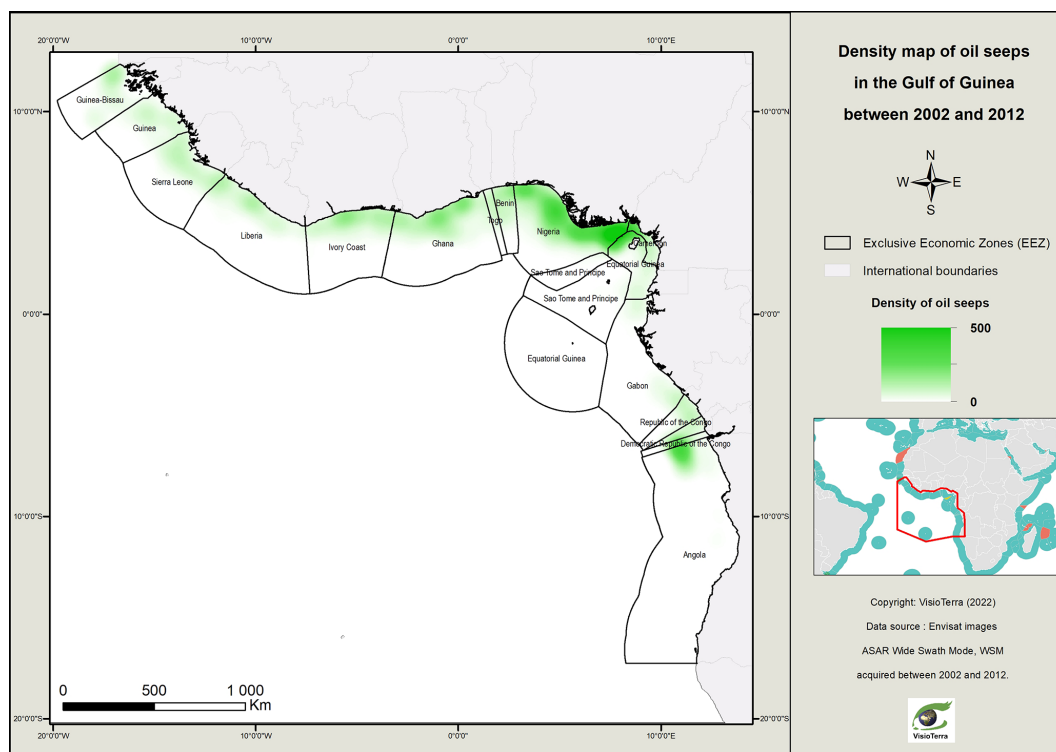 20°0'0"W
10°0'0"W
0°0'0"
10°0'0"E
10°0'0"N
10°0'0"N
0°0'0"
0°0'0"
10°0'0"S
10°0'0"S
20°0'0"S
20°0'0"S
20°0'0"W
10°0'0"W
0°0'0"
10°0'0"E
Guinea-Bissau
Guinea
Sierra Leone
Liberia
Ivory Coast
Ghana
Togo
Benin
Nigeria
Cameroon
Equatorial Guinea
Sao Tome and Principe
Sao Tome and Principe
Equatorial Guinea
Gabon
Republic of the Congo
Democratic Republic of the Congo
Angola
0 500 1 000
Km
Density map of oil seeps
in the Gulf of Guinea
between 2002 and 2012
N
W E
S
Exclusive Economic Zones (EEZ)
International boundaries
Density of oil seeps
500
0
Copyright: VisioTerra (2022)
Data source : Envisat images
ASAR Wide Swath Mode, WSM
acquired between 2002 and 2012.
VisioTerra